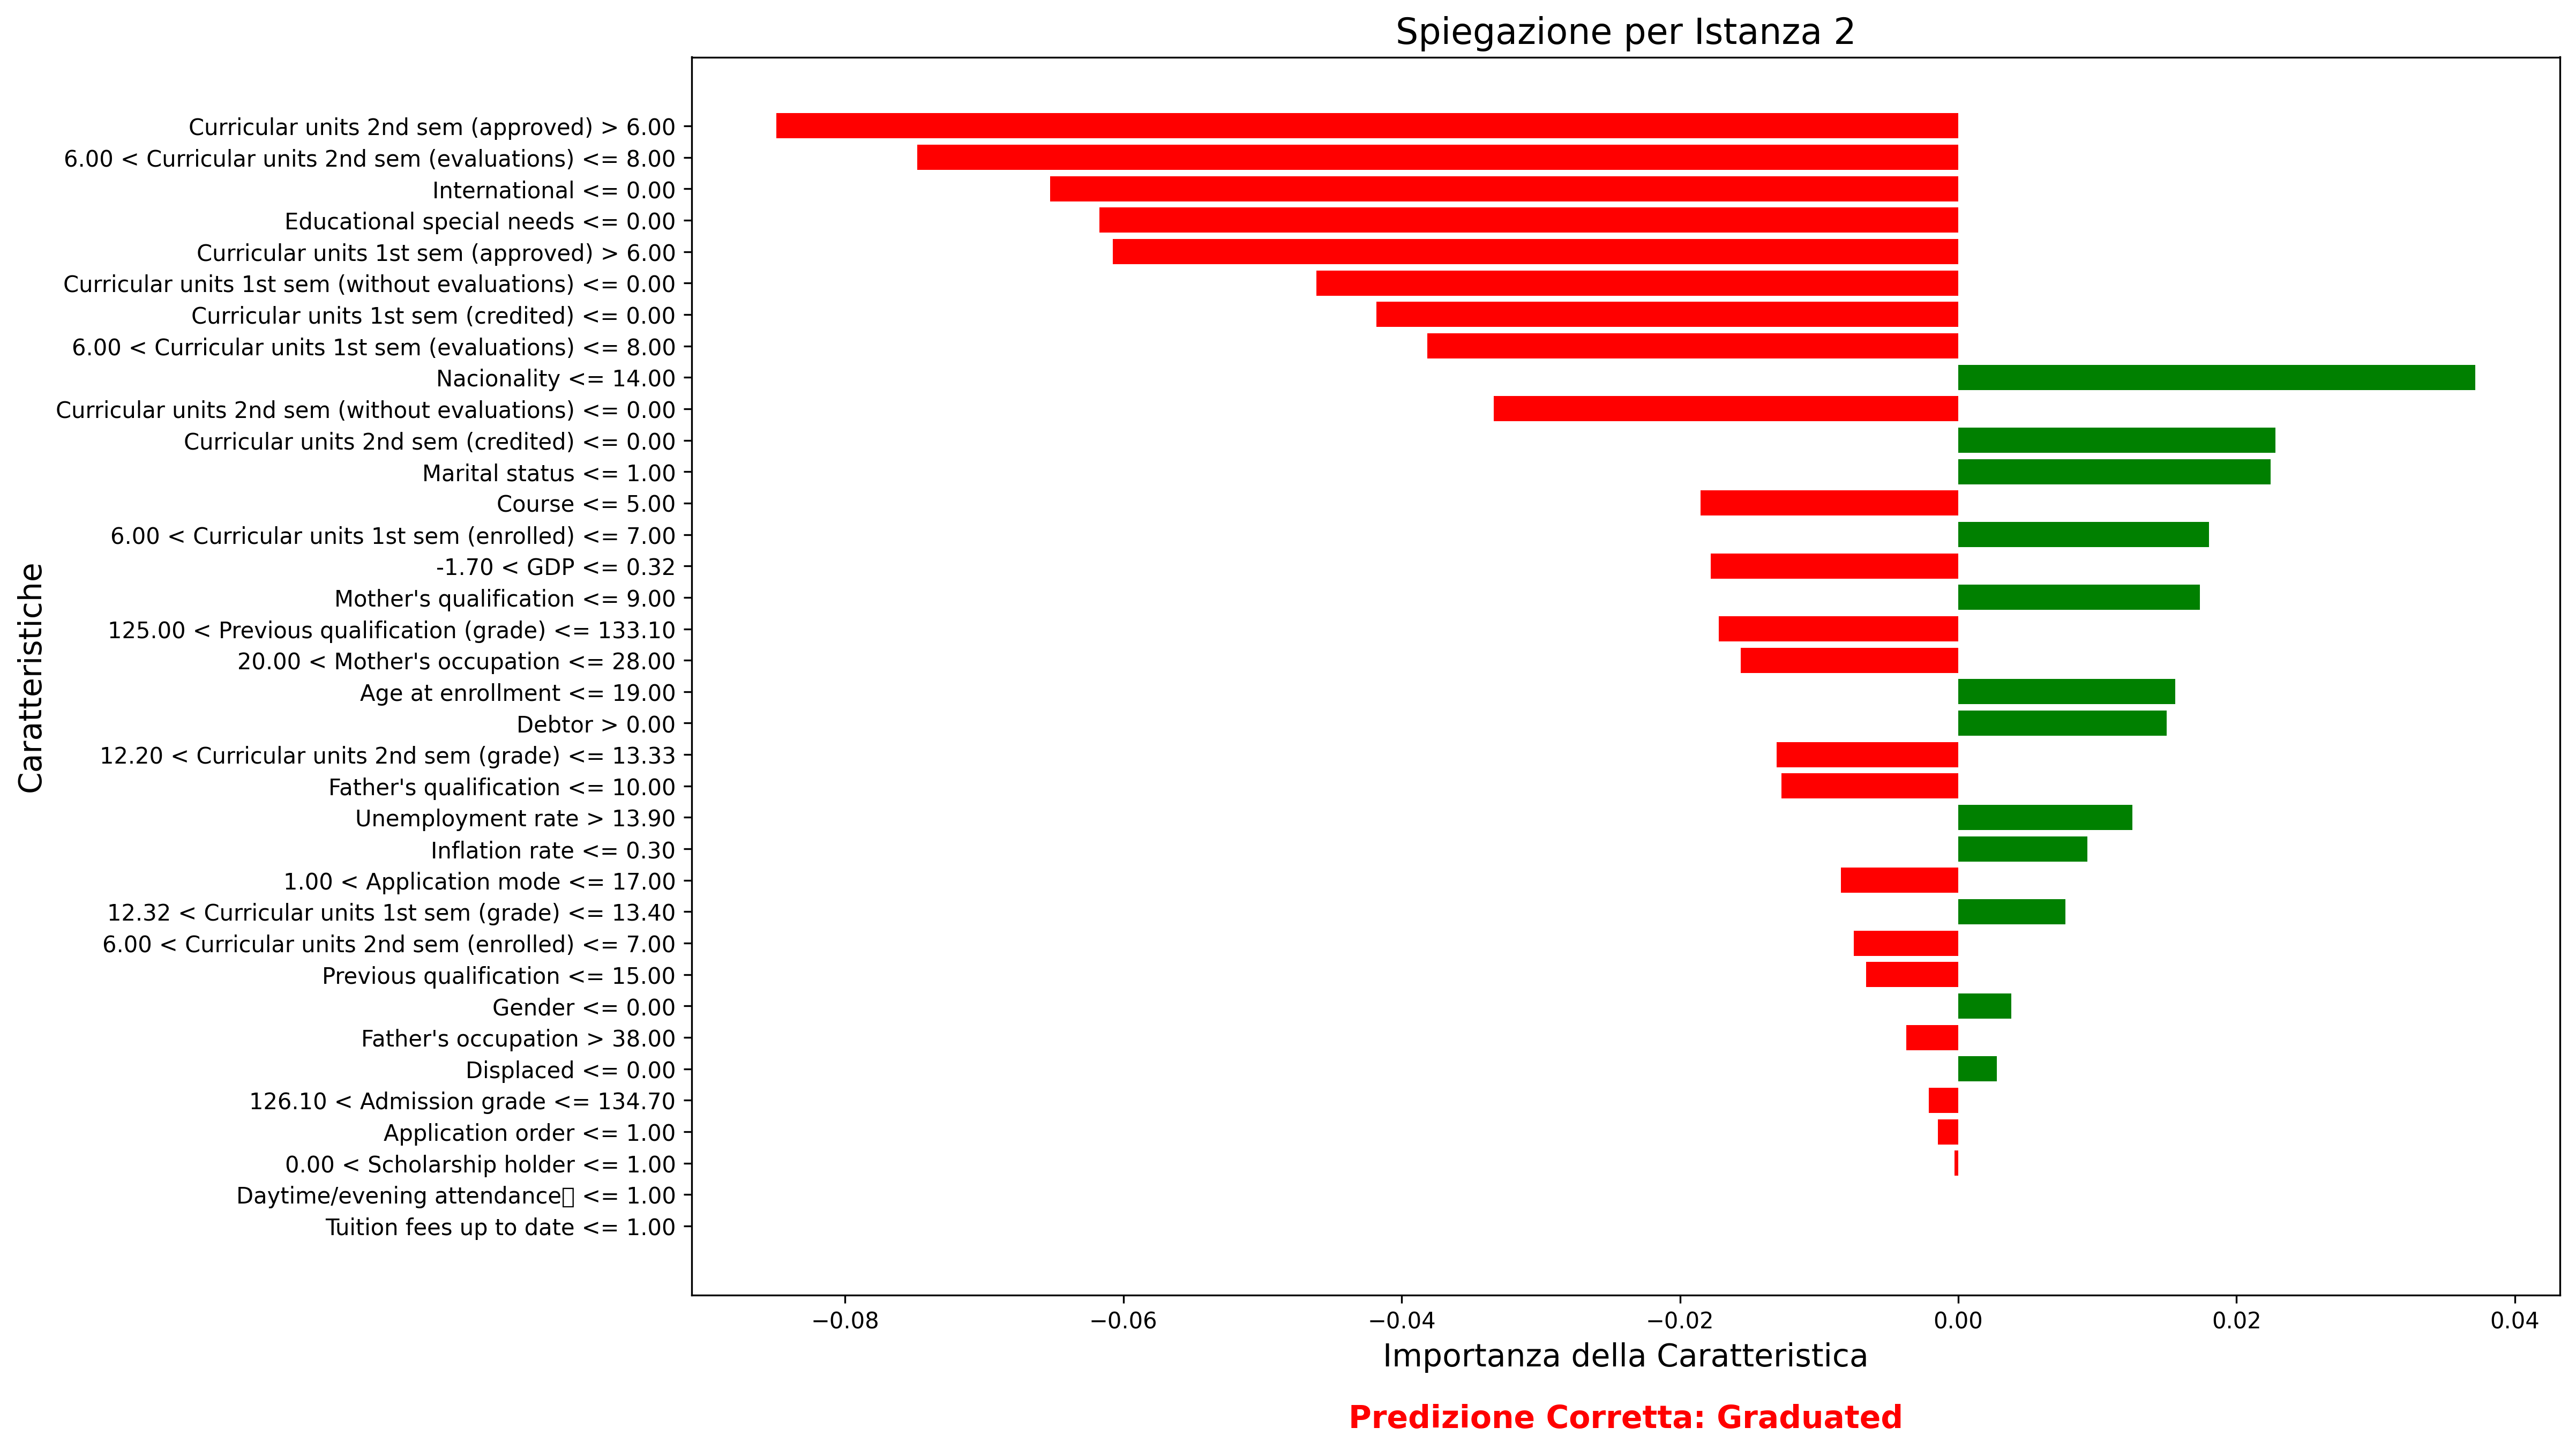 Spiegazione per Istanza 2
Curricular units 2nd sem (approved) > 6.00
6.00 < Curricular units 2nd sem (evaluations) <= 8.00
International <= 0.00
Educational special needs <= 0.00
Curricular units 1st sem (approved) > 6.00
Curricular units 1st sem (without evaluations) <= 0.00
Curricular units 1st sem (credited) <= 0.00
6.00 < Curricular units 1st sem (evaluations) <= 8.00
Nacionality <= 14.00
Curricular units 2nd sem (without evaluations) <= 0.00
Curricular units 2nd sem (credited) <= 0.00
Marital status <= 1.00
Course <= 5.00
6.00 < Curricular units 1st sem (enrolled) <= 7.00
-1.70 < GDP <= 0.32
Mother's qualification <= 9.00
125.00 < Previous qualification (grade) <= 133.10
20.00 < Mother's occupation <= 28.00
Age at enrollment <= 19.00
Debtor > 0.00
12.20 < Curricular units 2nd sem (grade) <= 13.33
Father's qualification <= 10.00
Unemployment rate > 13.90
Inflation rate <= 0.30
1.00 < Application mode <= 17.00
12.32 < Curricular units 1st sem (grade) <= 13.40
6.00 < Curricular units 2nd sem (enrolled) <= 7.00
Previous qualification <= 15.00
Gender <= 0.00
Father's occupation > 38.00
Displaced <= 0.00
126.10 < Admission grade <= 134.70
Application order <= 1.00
0.00 < Scholarship holder <= 1.00
Daytime/evening attendance▯ <= 1.00
Tuition fees up to date <= 1.00
Caratteristiche
−0.08 −0.06 −0.04 −0.02 0.00 0.02 0.04
Importanza della Caratteristica
Predizione Corretta: Graduated